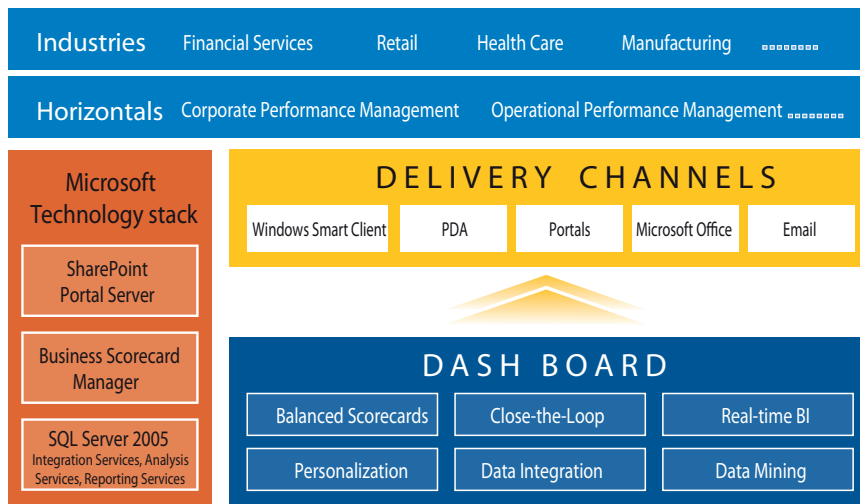 Industries Financial Services Retail Health Care Manufacturing ........
Horizontals Corporate Performance Management Operational Performance Management ........
Microsoft
Technology stack
SharePoint
Portal Server
Business Scorecard
Manager
SQL Server 2005
Integration Services, Analysis
Services, Reporting Services
DELIVERY CHANNELS
Windows Smart Client PDA Portals Microsoft Office Email
DASH BOARD
Balanced Scorecards Close-the-Loop Real-time BI
Personalization Data Integration Data Mining